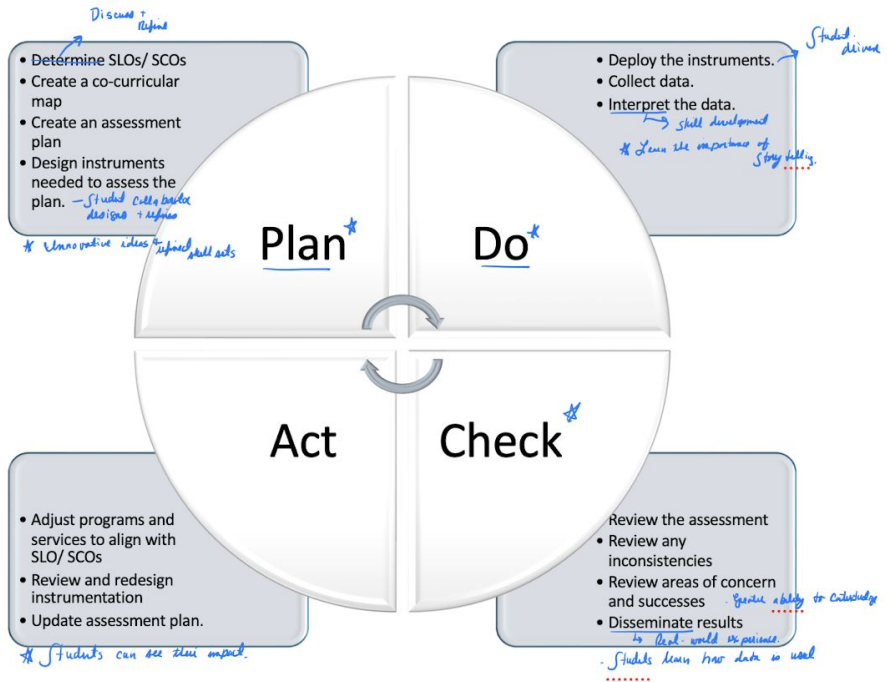 Discuss +
Refine
• Determine SLOs/ SCOs
• Create a co-curricular
map
• Create an assessment
plan
• Design instruments
needed to assess the
plan. – Student collaborative
designs + refines
* Innovative ideas + refined skill sets
Plan*
• Deploy the instruments.
• Collect data.
• Interpret the data.
Student
driven
skill development
* Learn the importance of
Story telling.
Do*
Act
Check*
• Adjust programs and
services to align with
SLO/ SCOs
• Review and redesign
instrumentation
• Update assessment plan.
* Students can see their impact.
Review the assessment
• Review any
inconsistencies
• Review areas of concern
and successes · Greater ability to
• Disseminate results
Real-world experience.
· Students learn how data is used